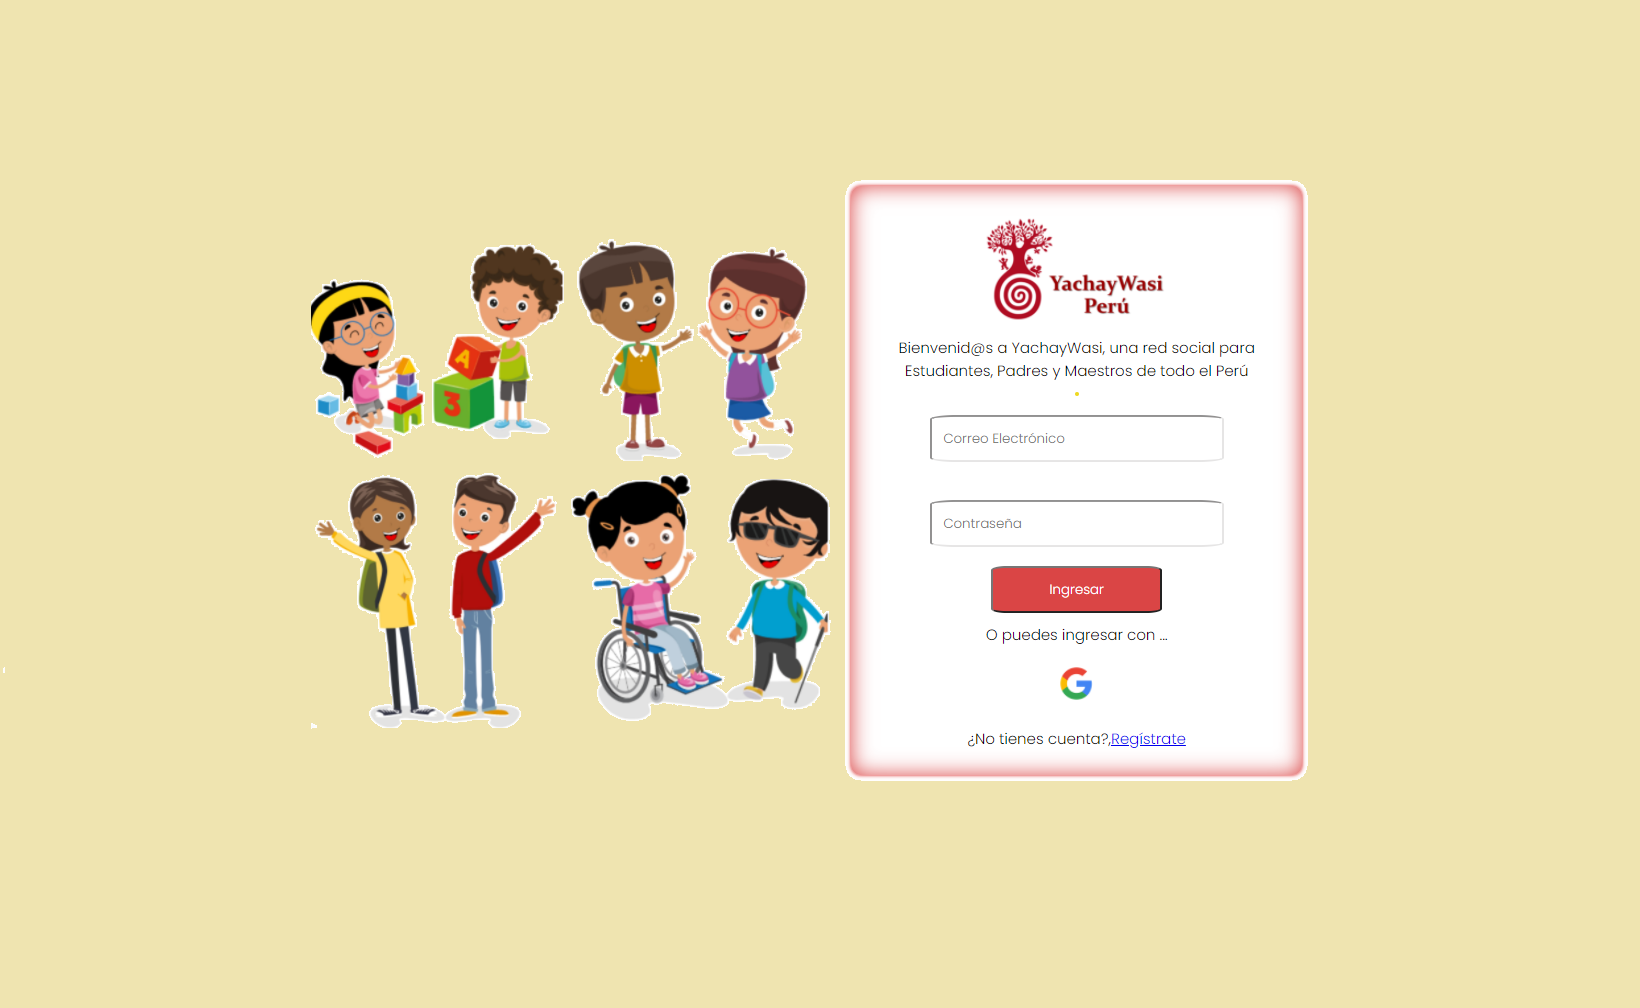 A
3
YachayWasi
Perú
Bienvenid@s a YachayWasi, una red social para
Estudiantes, Padres y Maestros de todo el Perú
Correo Electrónico
Contraseña
Ingresar
O puedes ingresar con ...
G
¿No tienes cuenta?,Regístrate